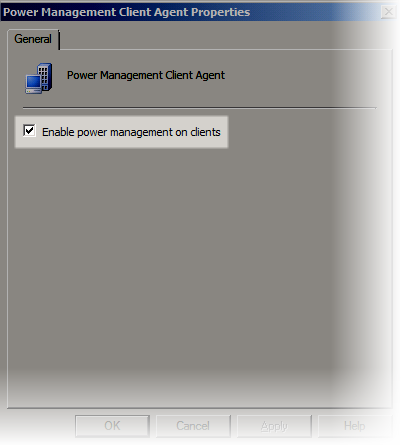 Power Management Client Agent Properties
General
Power Management Client Agent
Enable power management on clients
OK Cancel Apply Help